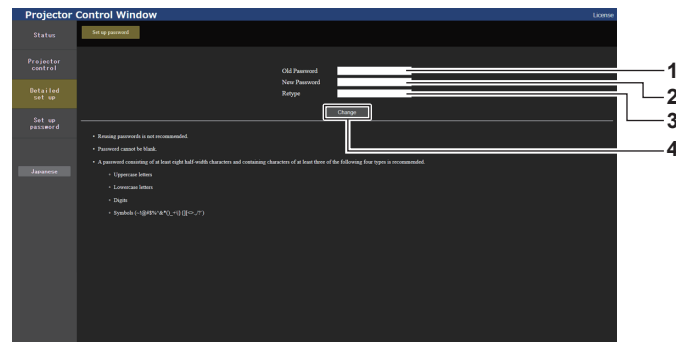 Projector Control Window
License
Status
Set up password
Projector
control
Detailed
set up
Set up
password
Japanese
Old Password
New Password
Retype
Change
1
2
3
4
• Reusing passwords is not recommended.
• Password cannot be blank.
• A password consisting of at least eight half-width characters and containing characters of at least three of the following four types is recommended.
• Uppercase letters
• Lowercase letters
• Digits